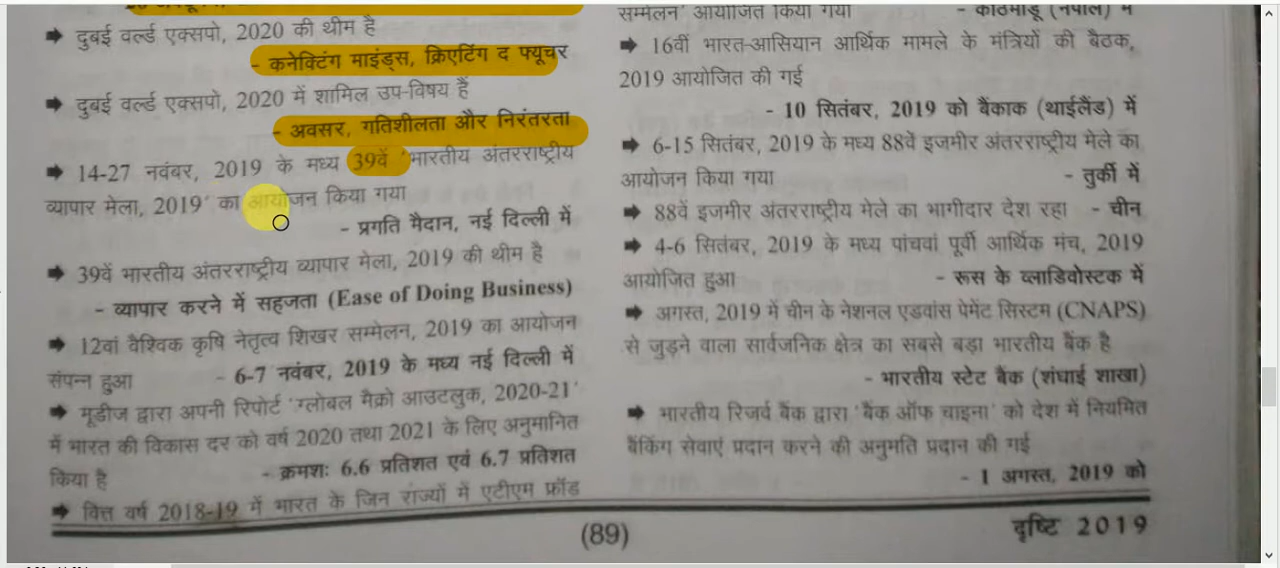 ➡ दुबई वर्ल्ड एक्सपो, 2020 की थीम है
- कनेक्टिंग माइंड्स, क्रिएटिंग द फ्यूचर
➡ दुबई वर्ल्ड एक्सपो, 2020 में शामिल उप-विषय हैं
- अवसर, गतिशीलता और निरंतरता
➡ 14-27 नवंबर, 2019 के मध्य 39वें 'भारतीय अंतरराष्ट्रीय
व्यापार मेला, 2019' का आयोजन किया गया
- प्रगति मैदान, नई दिल्ली में
➡ 39वें भारतीय अंतरराष्ट्रीय व्यापार मेला, 2019 की थीम है
- व्यापार करने में सहजता (Ease of Doing Business)
➡ 12वां वैश्विक कृषि नेतृत्व शिखर सम्मेलन, 2019 का आयोजन
संपन्न हुआ - 6-7 नवंबर, 2019 के मध्य नई दिल्ली में
➡ मूडीज द्वारा अपनी रिपोर्ट 'ग्लोबल मैक्रो आउटलुक, 2020-21'
में भारत की विकास दर को वर्ष 2020 तथा 2021 के लिए अनुमानित
किया है - क्रमशः 6.6 प्रतिशत एवं 6.7 प्रतिशत
➡ वित्त वर्ष 2018-19 में भारत के जिन राज्यों में एटीएम फ्रॉड
सम्मेलन' आयोजित किया गया - काठमांडू (नेपाल) में
➡ 16वीं भारत-आसियान आर्थिक मामले के मंत्रियों की बैठक,
2019 आयोजित की गई
- 10 सितंबर, 2019 को बैंकाक (थाईलैंड) में
➡ 6-15 सितंबर, 2019 के मध्य 88वें इजमीर अंतरराष्ट्रीय मेले का
आयोजन किया गया - तुर्की में
➡ 88वें इजमीर अंतरराष्ट्रीय मेले का भागीदार देश रहा - चीन
➡ 4-6 सितंबर, 2019 के मध्य पांचवां पूर्वी आर्थिक मंच, 2019
आयोजित हुआ - रूस के व्लाडिवोस्टक में
➡ अगस्त, 2019 में चीन के नेशनल एडवांस पेमेंट सिस्टम (CNAPS)
से जुड़ने वाला सार्वजनिक क्षेत्र का सबसे बड़ा भारतीय बैंक है
- भारतीय स्टेट बैंक (शंघाई शाखा)
➡ भारतीय रिजर्व बैंक द्वारा 'बैंक ऑफ चाइना' को देश में नियमित
बैंकिंग सेवाएं प्रदान करने की अनुमति प्रदान की गई
- 1 अगस्त, 2019 को
(89)
दृष्टि 2019